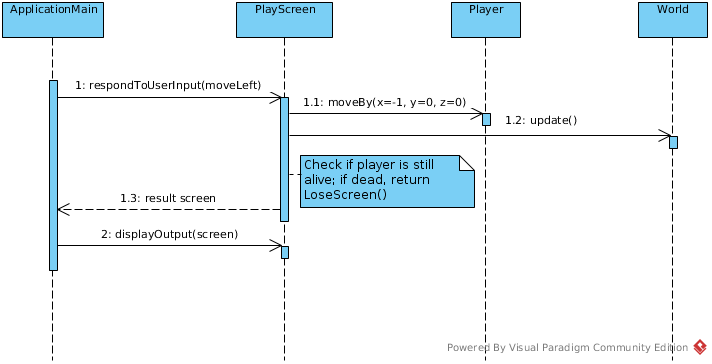 ApplicationMain
PlayScreen
Player
World
1: respondToUserInput(moveLeft)
1.1: moveBy(x=-1, y=0, z=0)
1.2: update()
Check if player is still
alive; if dead, return
LoseScreen()
1.3: result screen
2: displayOutput(screen)
Powered By Visual Paradigm Community Edition